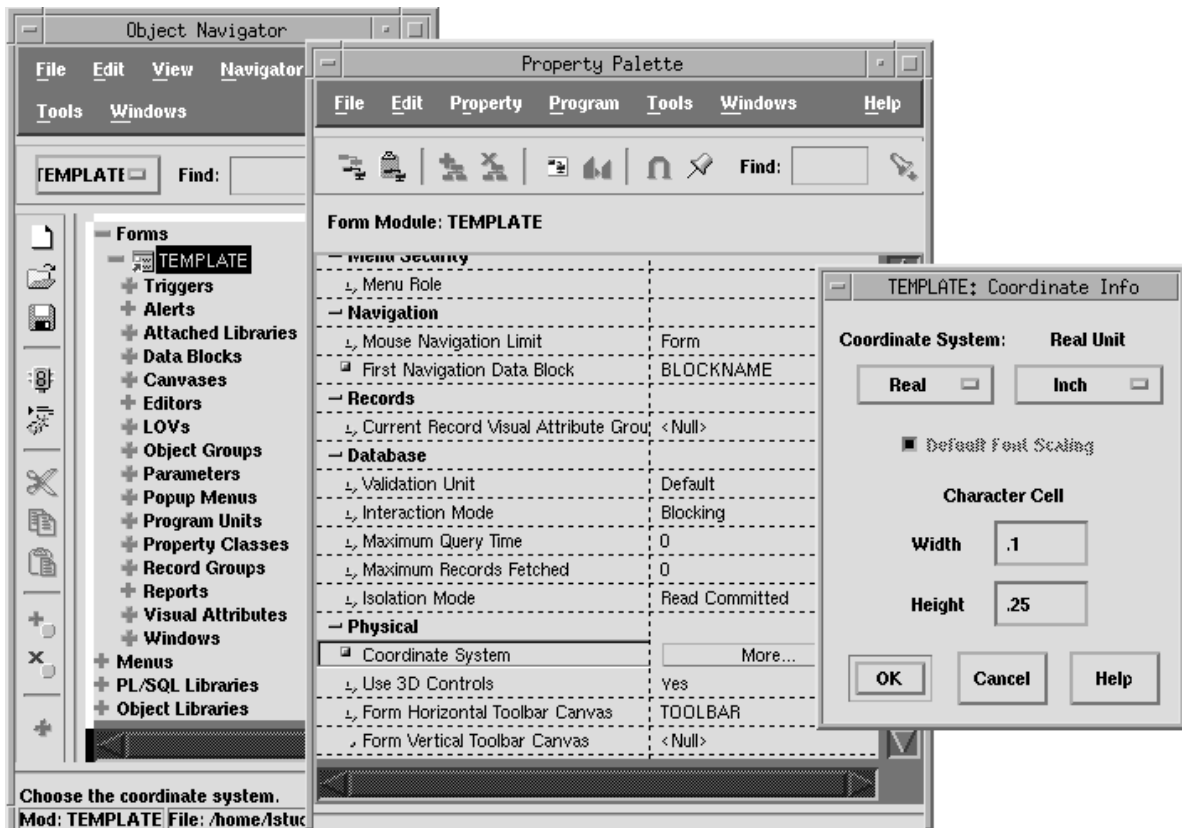 Object Navigator
File Edit View Navigator
Tools Windows
TEMPLATE Find:
Forms
TEMPLATE
Triggers
Alerts
Attached Libraries
Data Blocks
Canvases
Editors
LOVs
Object Groups
Parameters
Popup Menus
Program Units
Property Classes
Record Groups
Reports
Visual Attributes
Windows
Menus
PL/SQL Libraries
Object Libraries
Choose the coordinate system.
Mod: TEMPLATE File: /home/1stuc
Property Palette
File Edit Property Program Tools Windows Help
Find:
Form Module: TEMPLATE
Menu Security
Menu Role
Navigation
Mouse Navigation Limit Form
First Navigation Data Block BLOCKNAME
Records
Current Record Visual Attribute Grou <Null>
Database
Validation Unit Default
Interaction Mode Blocking
Maximum Query Time 0
Maximum Records Fetched 0
Isolation Mode Read Committed
Physical
Coordinate System More...
Use 3D Controls Yes
Form Horizontal Toolbar Canvas TOOLBAR
Form Vertical Toolbar Canvas <Null>
TEMPLATE: Coordinate Info
Coordinate System: Real Unit
Real Inch
Default Font Scaling
Character Cell
Width .1
Height .25
OK Cancel Help